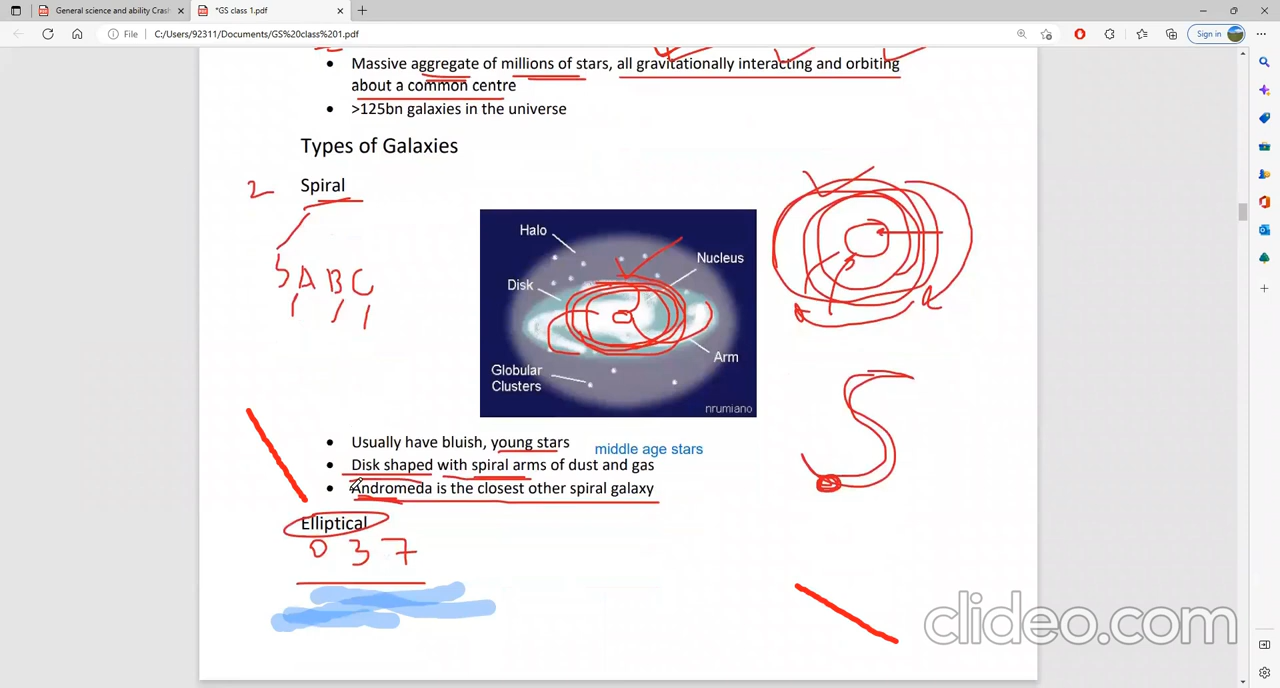 General science and ability Cras
*GS class 1.pdf
File
C:/Users/92311/Documents/GS%20class%201.pdf
Sign in
• Massive aggregate of millions of stars, all gravitationally interacting and orbiting
about a common centre
• >125bn galaxies in the universe
Types of Galaxies
2 Spiral
S A B C
Halo
Nucleus
Disk
Arm
Globular
Clusters
nrumiano
• Usually have bluish, young stars
middle age stars
• Disk shaped with spiral arms of dust and gas
• Andromeda is the closest other spiral galaxy
Elliptical
0 3 7
clideo.com